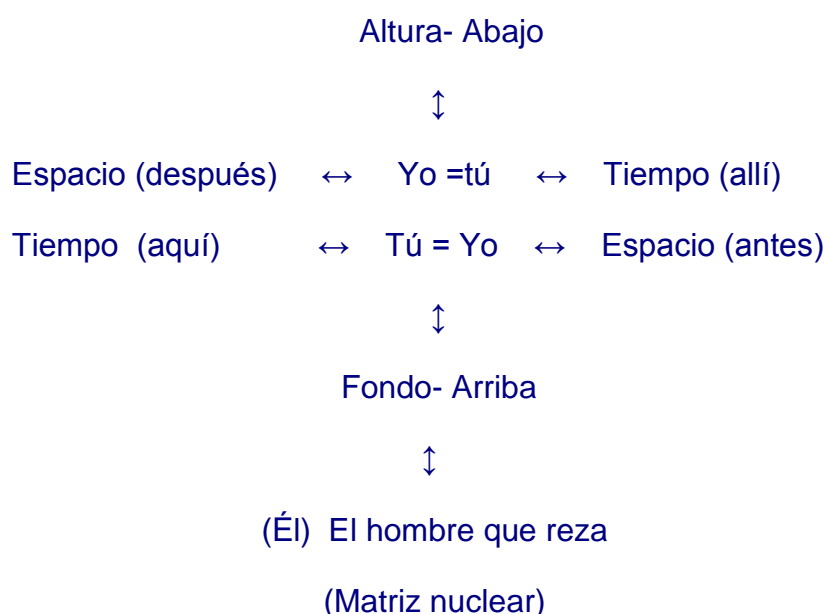 Altura- Abajo
↕
Espacio (después) ↔ Yo =tú ↔ Tiempo (allí)
Tiempo (aquí) ↔ Tú = Yo ↔ Espacio (antes)
↕
Fondo- Arriba
↕
(Él) El hombre que reza
(Matriz nuclear)